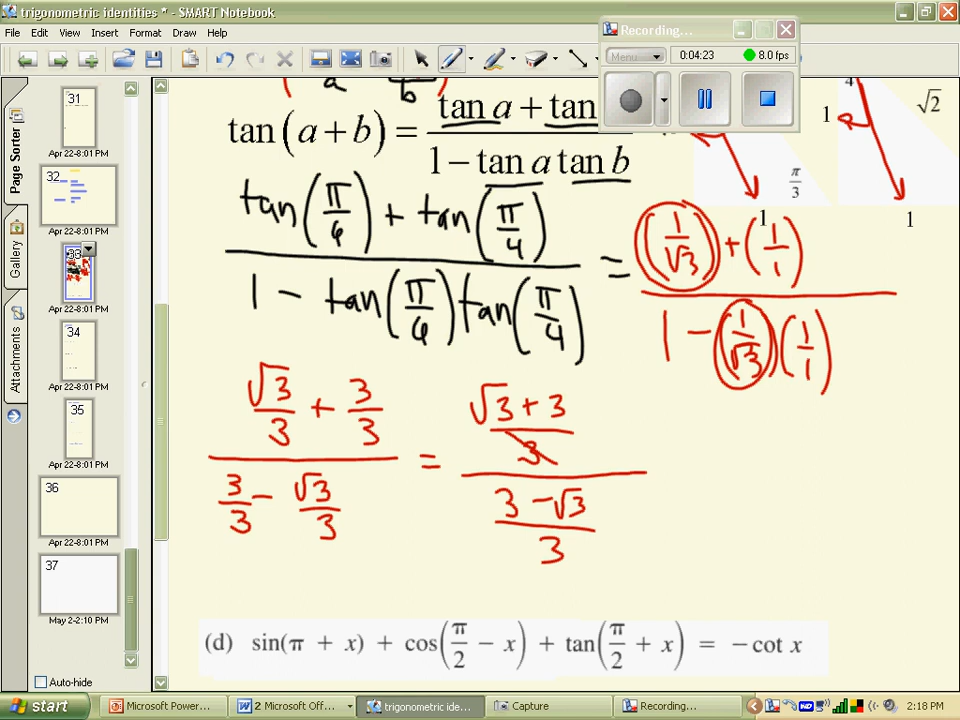 trigonometric identities * - SMART Notebook
File Edit View Insert Format Draw Help
Recording...
Menu
0:04:23
8.0 fps
Page Sorter
Gallery
Attachments
31
Apr 22-8:01 PM
32
Apr 22-8:01 PM
33
Apr 22-8:01 PM
34
Apr 22-8:01 PM
35
Apr 22-8:01 PM
36
Apr 22-8:01 PM
37
May 2-2:10 PM
Auto-hide
a b
tan(a + b) = (tan a + tan) / (1 − tan a tan b)
4
1
√2
π/3
1
1
(tan(π/6) + tan(π/4)) / (1 − tan(π/6)tan(π/4)) = ((1/√3) + (1/1)) / (1 − (1/√3)(1/1))
(√3/3 + 3/3) / (3/3 − √3/3) = ((√3 + 3)/3) / ((3 − √3)/3)
(d) sin(π + x) + cos(π/2 − x) + tan(π/2 + x) = −cot x
start
Microsoft Power...
2 Microsoft Off...
trigonometric ide...
Capture
Recording...
2:18 PM